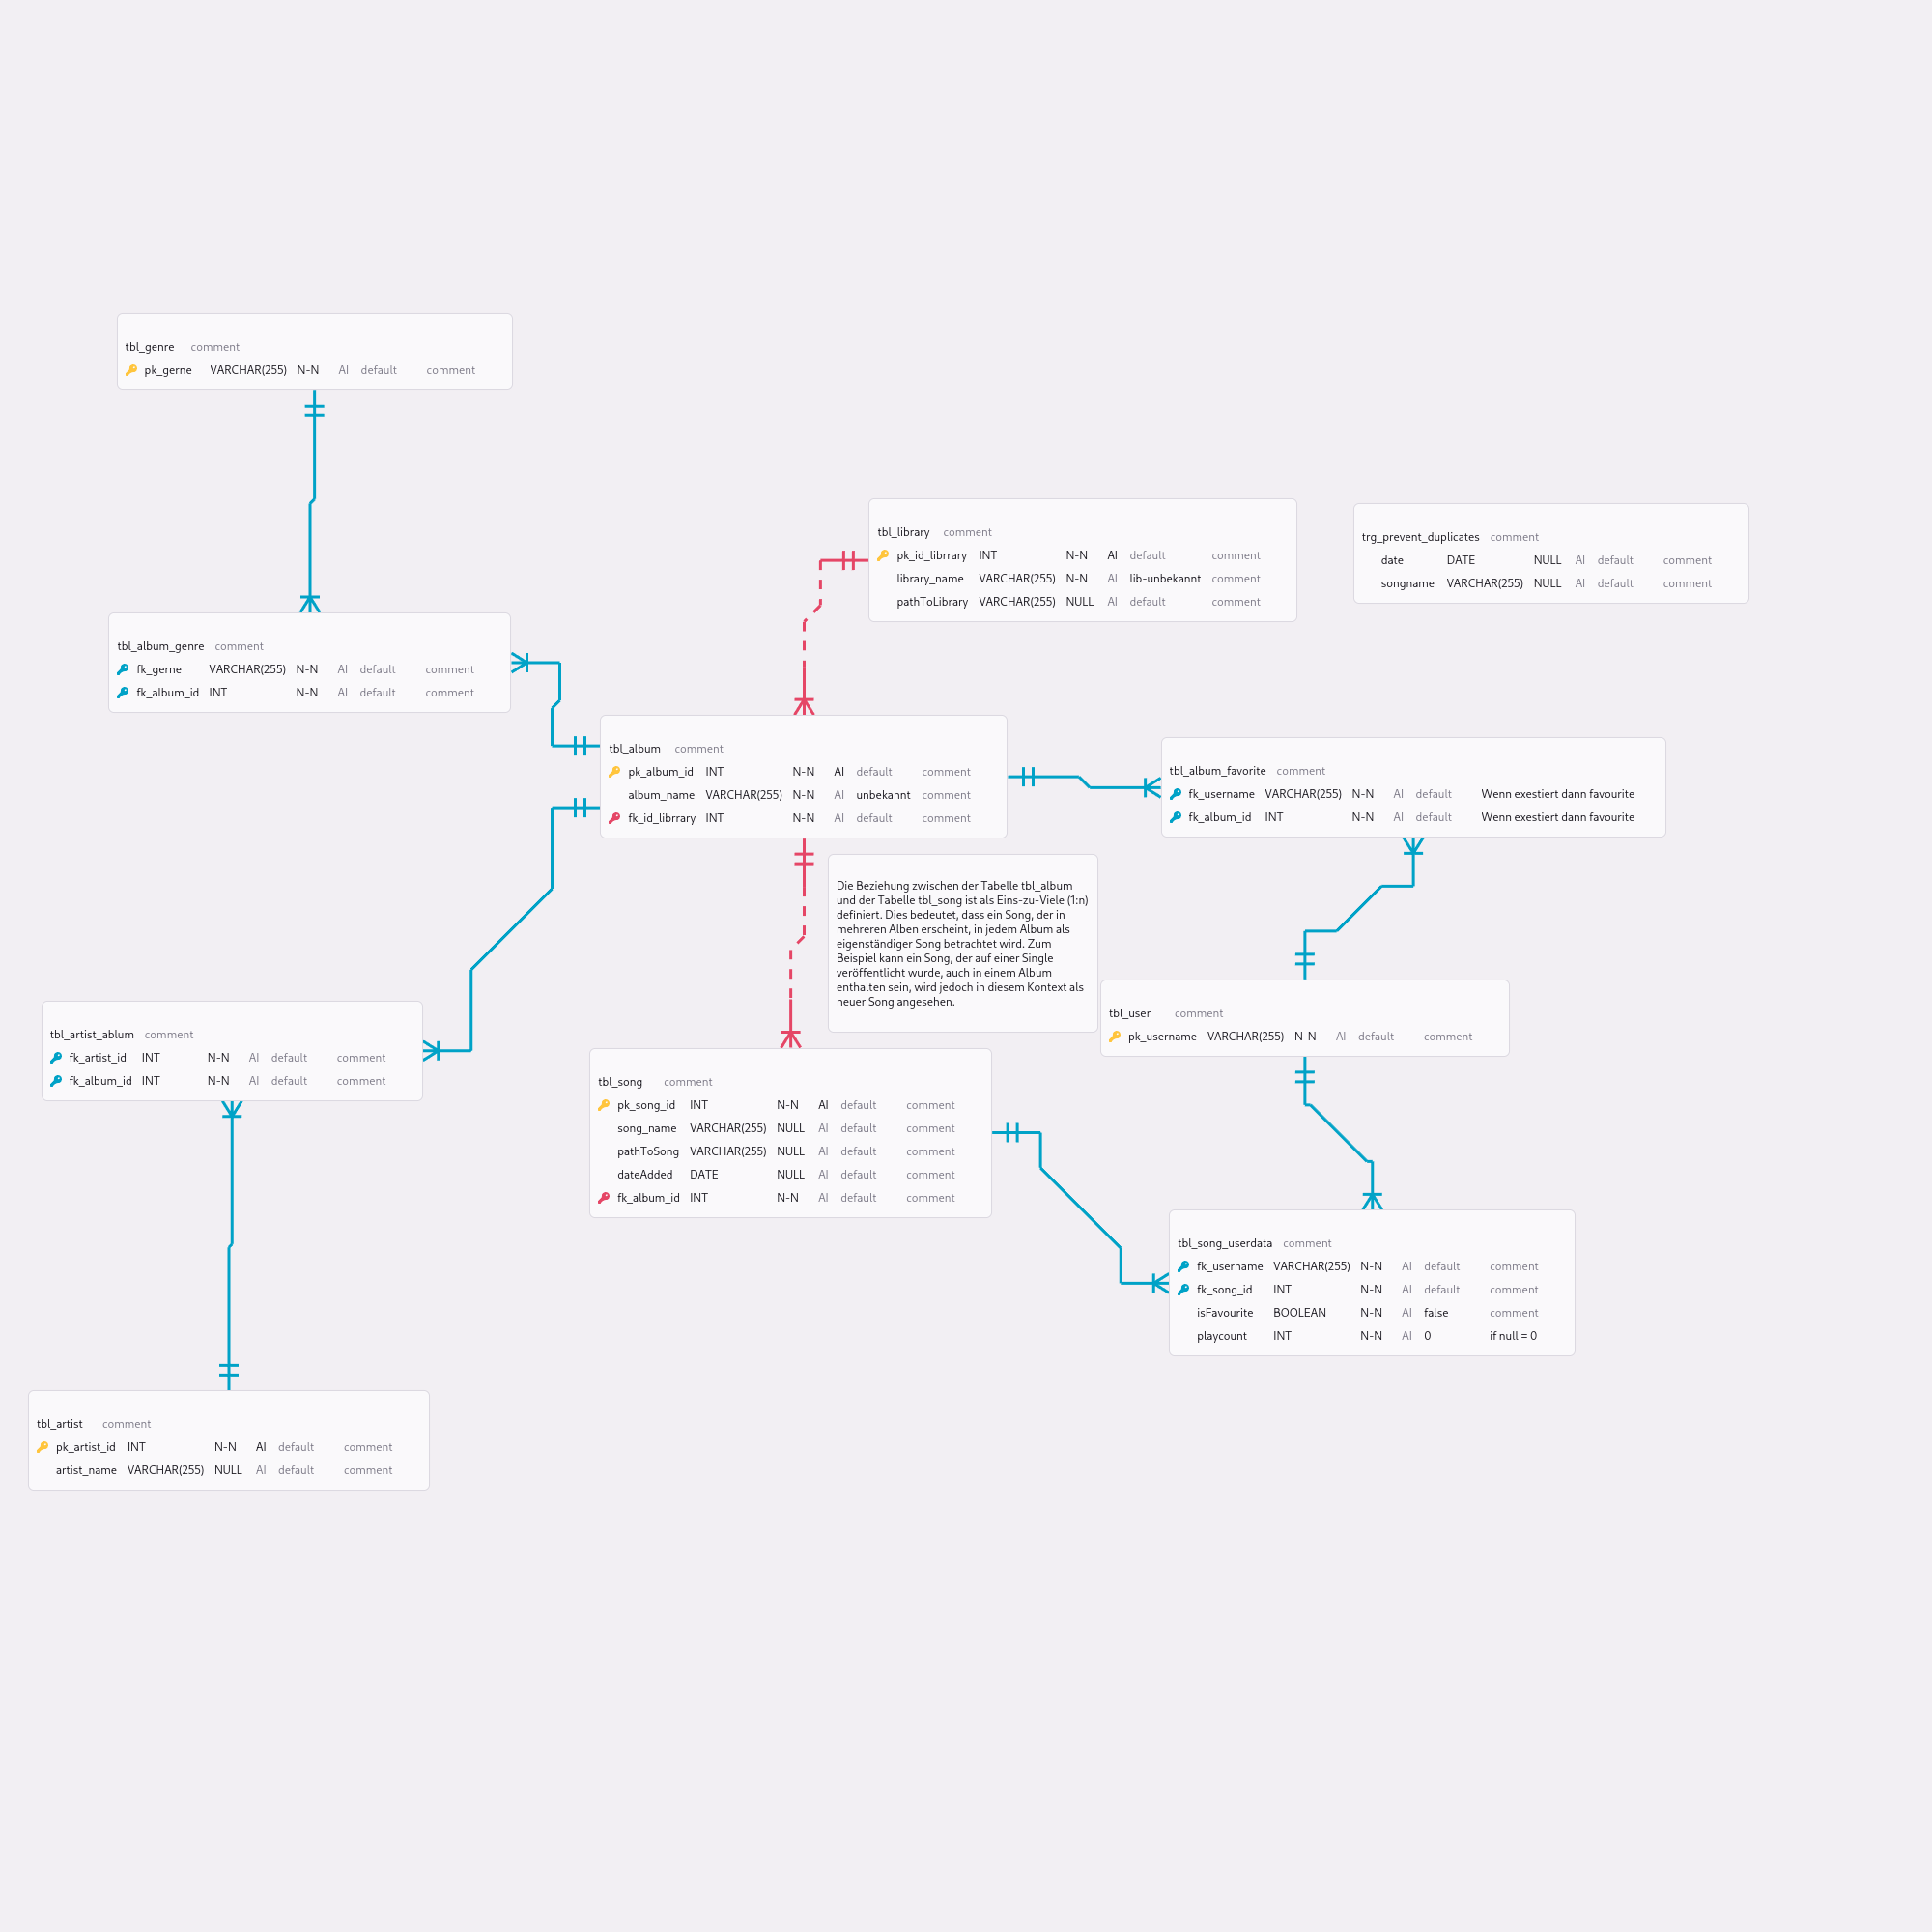 tbl_genre comment
pk_gerne VARCHAR(255) N-N AI default comment
tbl_library comment
pk_id_librrary INT N-N AI default comment
library_name VARCHAR(255) N-N AI lib-unbekannt comment
pathToLibrary VARCHAR(255) NULL AI default comment
trg_prevent_duplicates comment
date DATE NULL AI default comment
songname VARCHAR(255) NULL AI default comment
tbl_album_genre comment
fk_gerne VARCHAR(255) N-N AI default comment
fk_album_id INT N-N AI default comment
tbl_album comment
pk_album_id INT N-N AI default comment
album_name VARCHAR(255) N-N AI unbekannt comment
fk_id_librrary INT N-N AI default comment
tbl_album_favorite comment
fk_username VARCHAR(255) N-N AI default Wenn exestiert dann favourite
fk_album_id INT N-N AI default Wenn exestiert dann favourite
Die Beziehung zwischen der Tabelle tbl_album
und der Tabelle tbl_song ist als Eins-zu-Viele (1:n)
definiert. Dies bedeutet, dass ein Song, der in
mehreren Alben erscheint, in jedem Album als
eigenständiger Song betrachtet wird. Zum
Beispiel kann ein Song, der auf einer Single
veröffentlicht wurde, auch in einem Album
enthalten sein, wird jedoch in diesem Kontext als
neuer Song angesehen.
tbl_user comment
pk_username VARCHAR(255) N-N AI default comment
tbl_artist_ablum comment
fk_artist_id INT N-N AI default comment
fk_album_id INT N-N AI default comment
tbl_song comment
pk_song_id INT N-N AI default comment
song_name VARCHAR(255) NULL AI default comment
pathToSong VARCHAR(255) NULL AI default comment
dateAdded DATE NULL AI default comment
fk_album_id INT N-N AI default comment
tbl_song_userdata comment
fk_username VARCHAR(255) N-N AI default comment
fk_song_id INT N-N AI default comment
isFavourite BOOLEAN N-N AI false comment
playcount INT N-N AI 0 if null = 0
tbl_artist comment
pk_artist_id INT N-N AI default comment
artist_name VARCHAR(255) NULL AI default comment